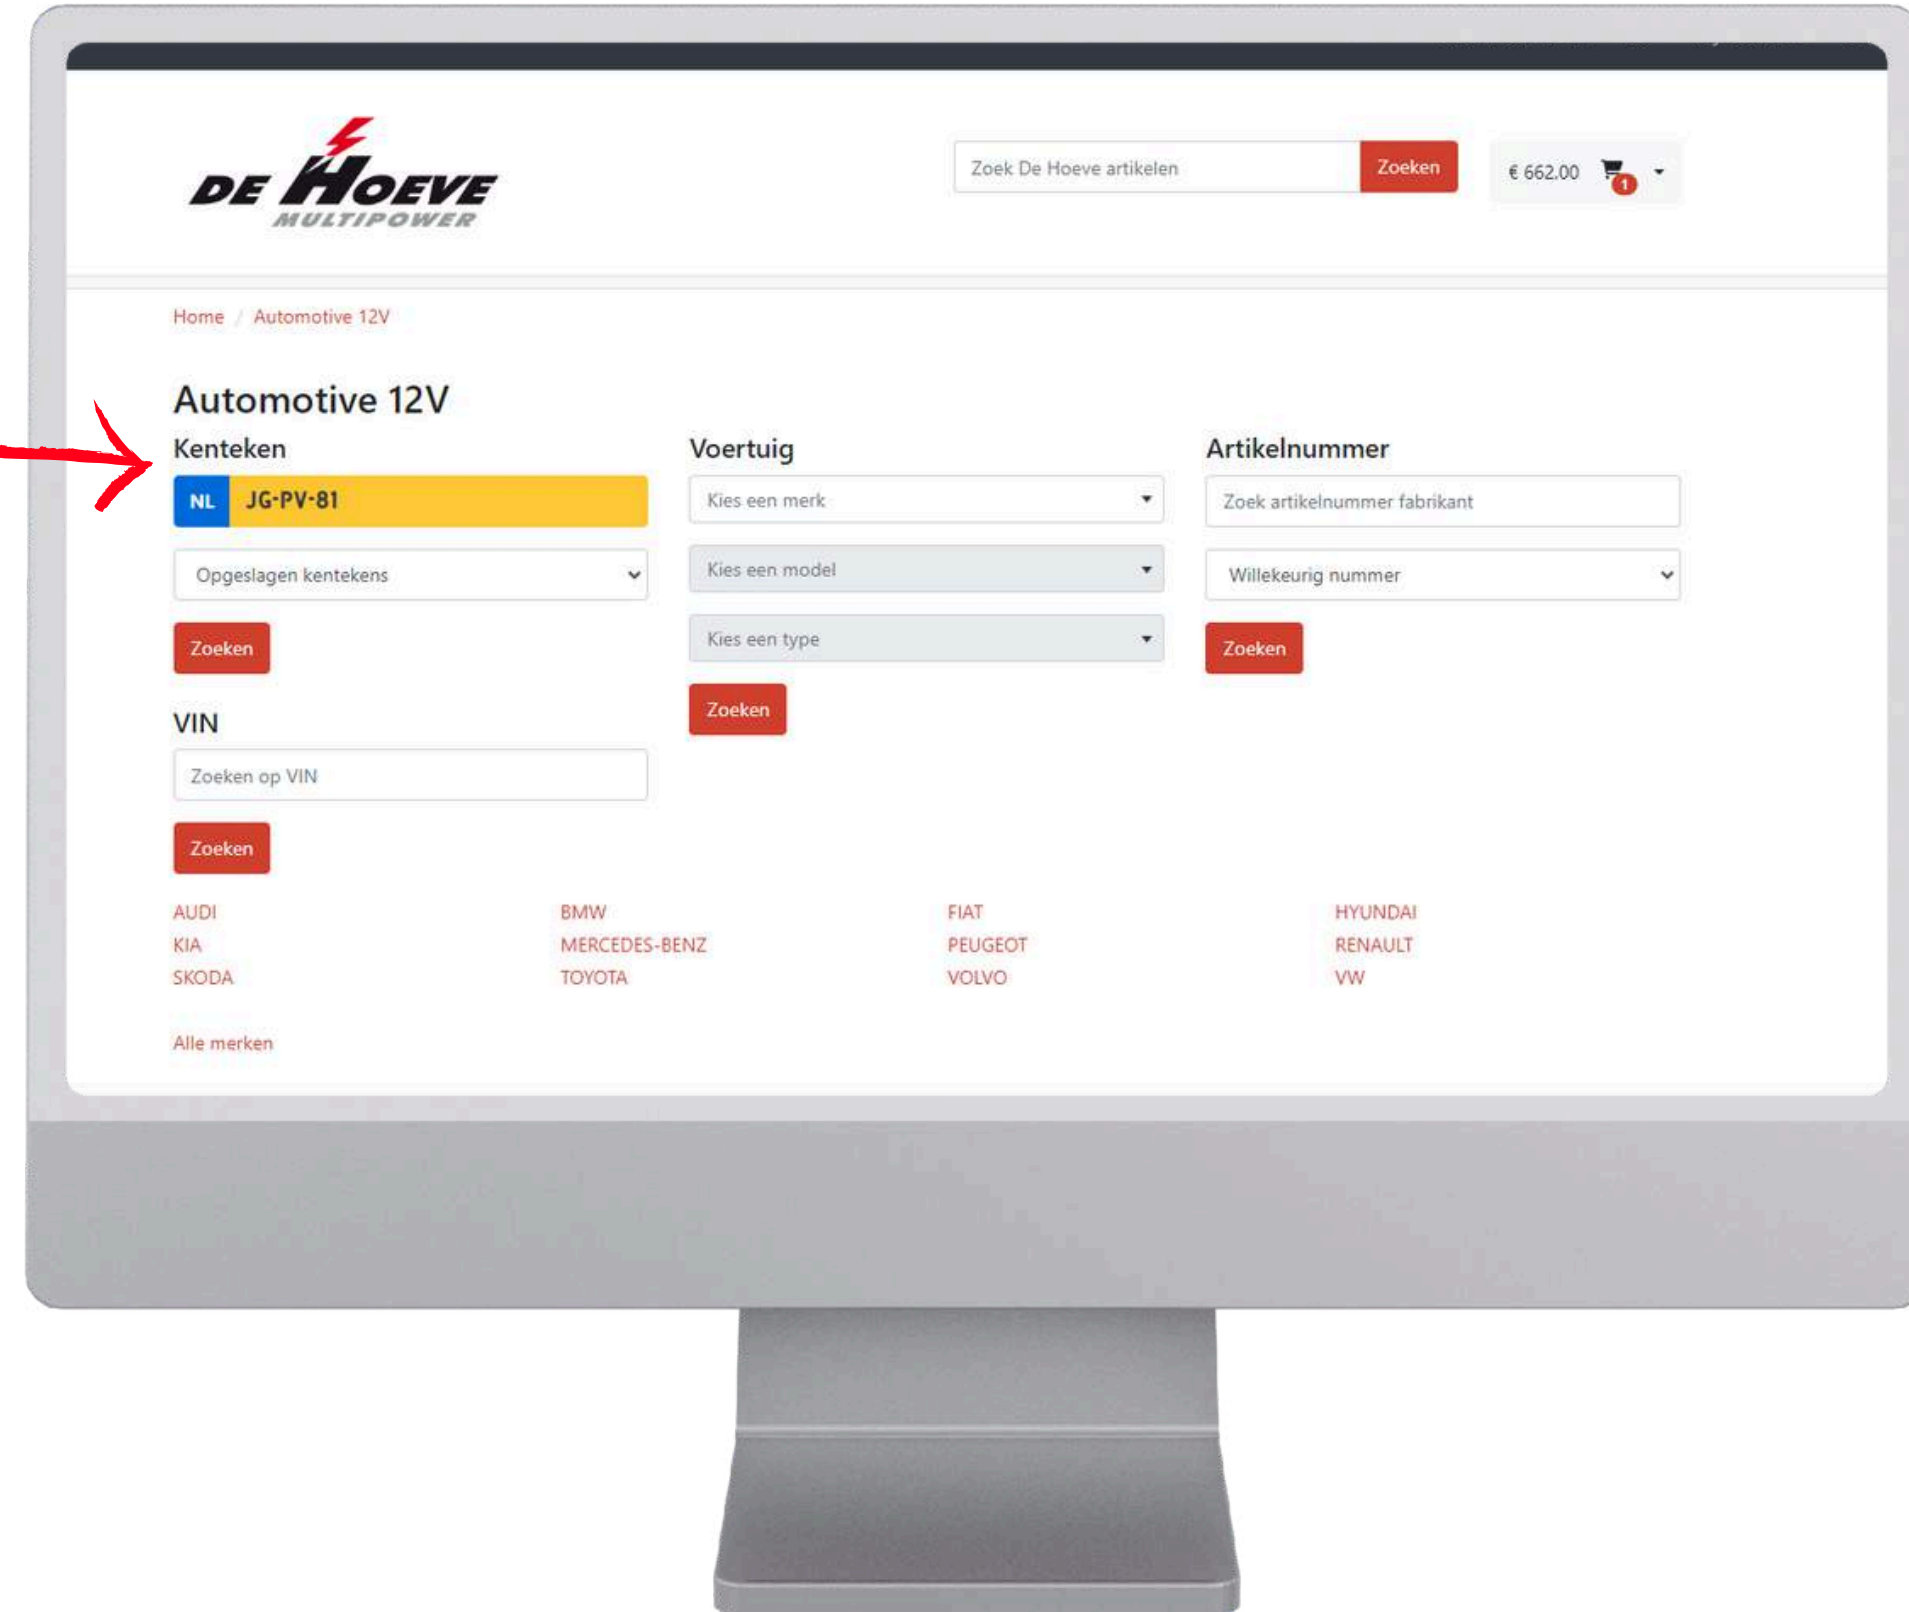 DE HOEVE
MULTIPOWER
Zoek De Hoeve artikelen
Zoeken
€ 662,00
1
Home / Automotive 12V
Automotive 12V
Kenteken
NL JG-PV-81
Opgeslagen kentekens
Zoeken
VIN
Zoeken op VIN
Zoeken
Voertuig
Kies een merk
Kies een model
Kies een type
Zoeken
Artikelnummer
Zoek artikelnummer fabrikant
Willekeurig nummer
Zoeken
AUDI BMW FIAT HYUNDAI
KIA MERCEDES-BENZ PEUGEOT RENAULT
SKODA TOYOTA VOLVO VW
Alle merken